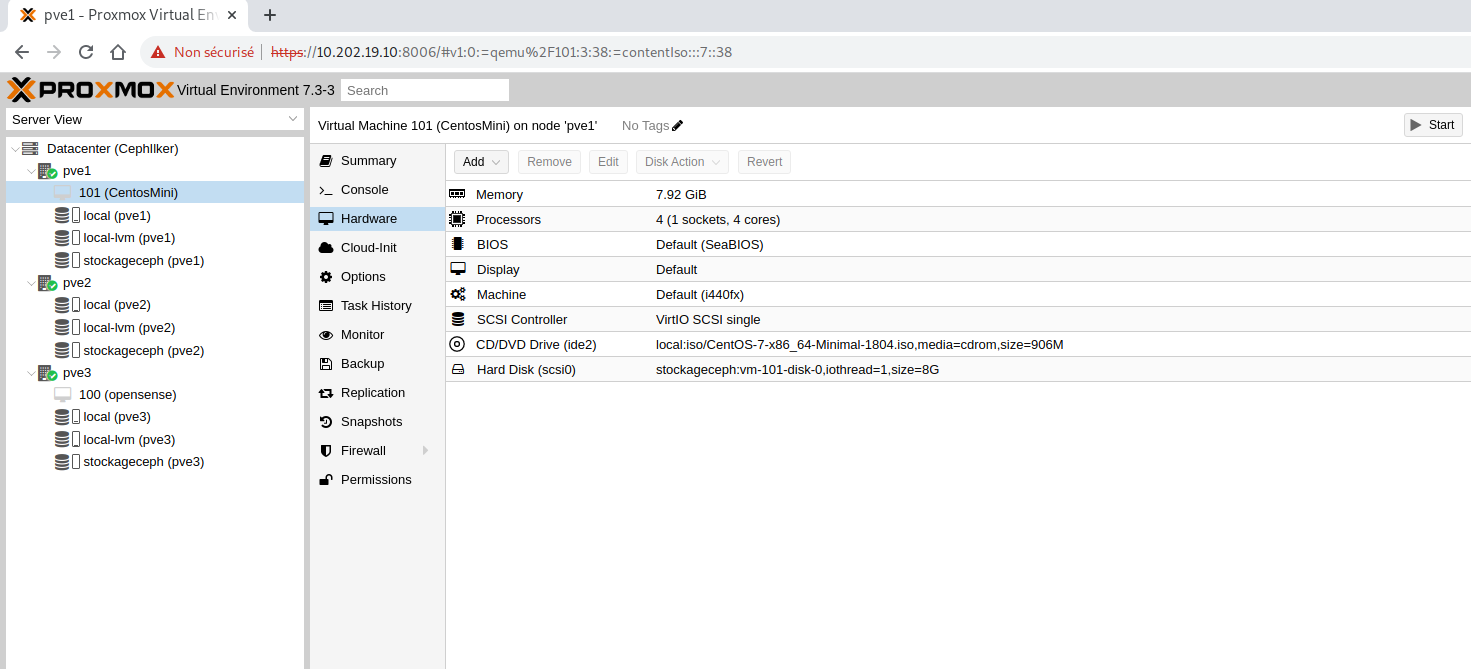 pve1 - Proxmox Virtual En
Non sécurisé https://10.202.19.10:8006/#v1:0:=qemu%2F101:3:38:=contentIso:::7::38
PROXMOX Virtual Environment 7.3-3 Search
Server View
Datacenter (CephIlker)
pve1
101 (CentosMini)
local (pve1)
local-lvm (pve1)
stockageceph (pve1)
pve2
local (pve2)
local-lvm (pve2)
stockageceph (pve2)
pve3
100 (opensense)
local (pve3)
local-lvm (pve3)
stockageceph (pve3)
Virtual Machine 101 (CentosMini) on node 'pve1' No Tags Start
Summary
Console
Hardware
Cloud-Init
Options
Task History
Monitor
Backup
Replication
Snapshots
Firewall
Permissions
Add Remove Edit Disk Action Revert
Memory 7.92 GiB
Processors 4 (1 sockets, 4 cores)
BIOS Default (SeaBIOS)
Display Default
Machine Default (i440fx)
SCSI Controller VirtIO SCSI single
CD/DVD Drive (ide2) local:iso/CentOS-7-x86_64-Minimal-1804.iso,media=cdrom,size=906M
Hard Disk (scsi0) stockageceph:vm-101-disk-0,iothread=1,size=8G